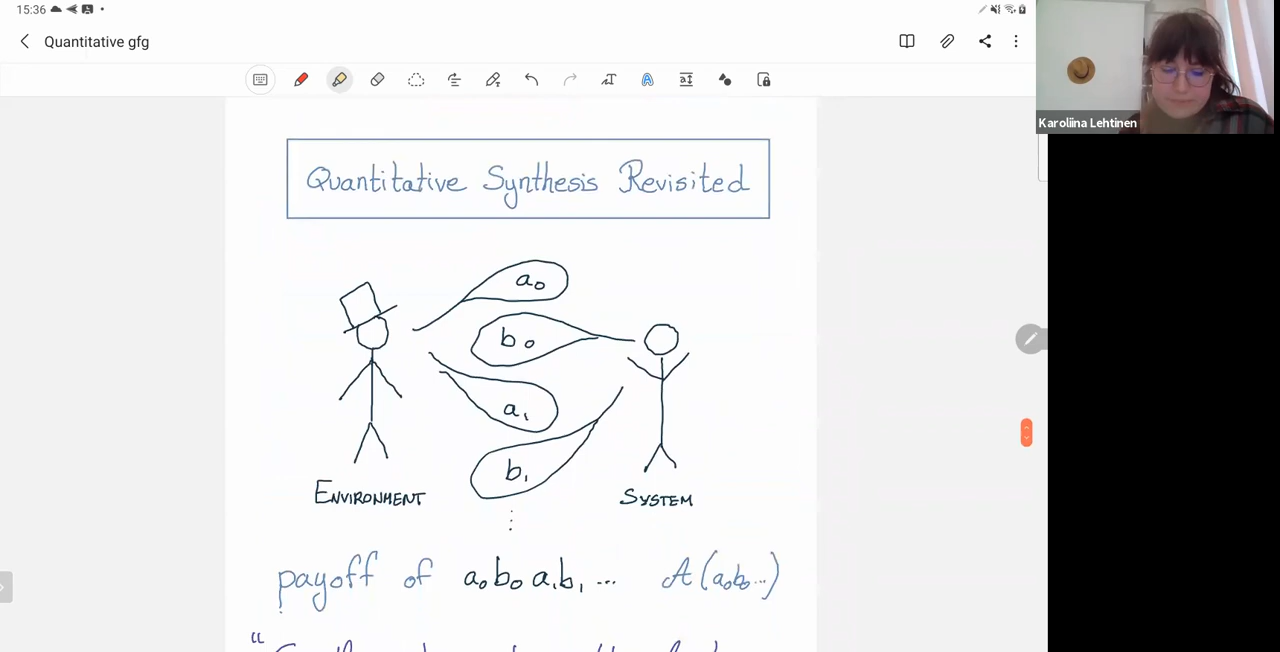 15:36
Quantitative gfg
Karoliina Lehtinen
Quantitative Synthesis Revisited
a₀
b₀
a₁
b₁
⋮
ENVIRONMENT
SYSTEM
payoff of a₀b₀a₁b₁... A(a₀b₀...)
"